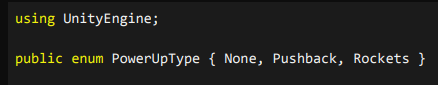 using UnityEngine;
public enum PowerUpType { None, Pushback, Rockets }